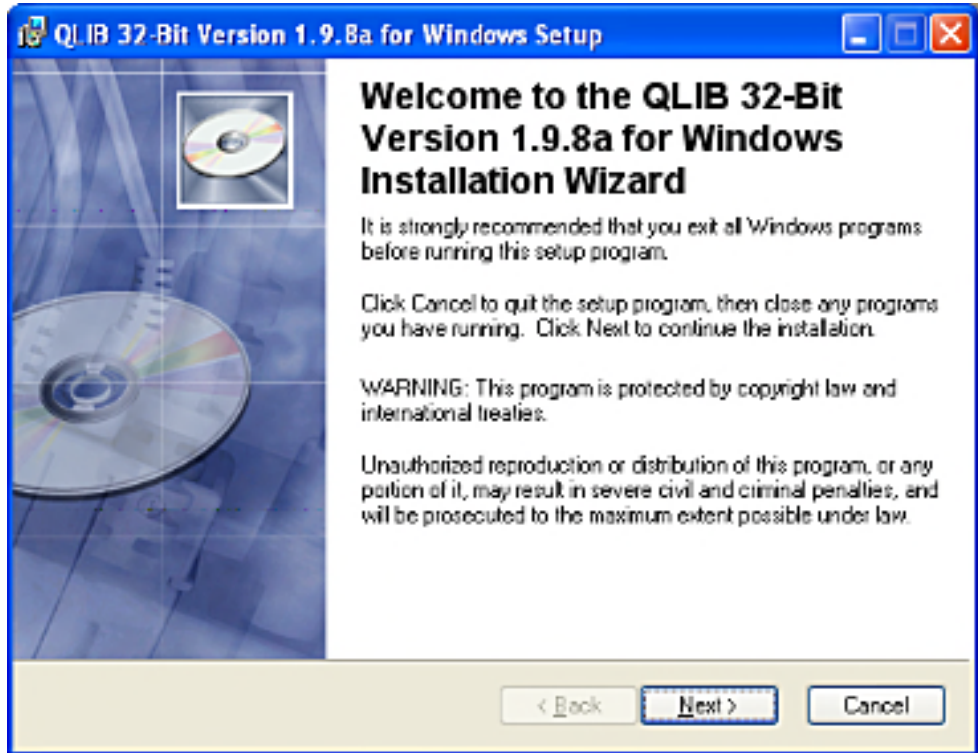 QLIB 32-Bit Version 1.9.8a for Windows Setup
Welcome to the QLIB 32-Bit
Version 1.9.8a for Windows
Installation Wizard
It is strongly recommended that you exit all Windows programs
before running this setup program.
Click Cancel to quit the setup program, then close any programs
you have running. Click Next to continue the installation.
WARNING: This program is protected by copyright law and
international treaties.
Unauthorized reproduction or distribution of this program, or any
portion of it, may result in severe civil and criminal penalties, and
will be prosecuted to the maximum extent possible under law.
< Back
Next >
Cancel